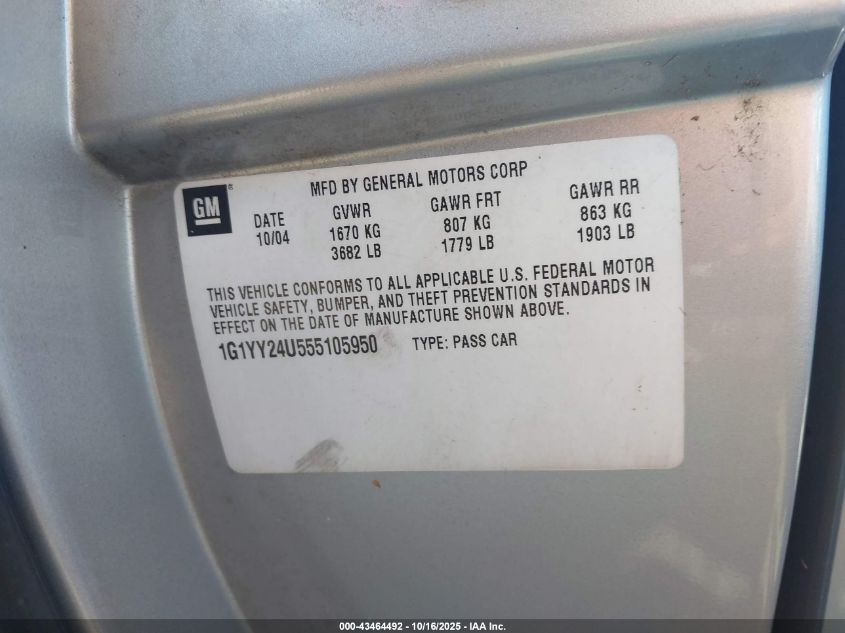 MFD BY GENERAL MOTORS CORP
GM®
DATE GVWR GAWR FRT GAWR RR
10/04 1670 KG 807 KG 863 KG
3682 LB 1779 LB 1903 LB
THIS VEHICLE CONFORMS TO ALL APPLICABLE U.S. FEDERAL MOTOR
VEHICLE SAFETY, BUMPER, AND THEFT PREVENTION STANDARDS IN
EFFECT ON THE DATE OF MANUFACTURE SHOWN ABOVE.
1G1YY24U555105950 TYPE: PASS CAR
000-43464492 - 10/16/2025 - IAA Inc.